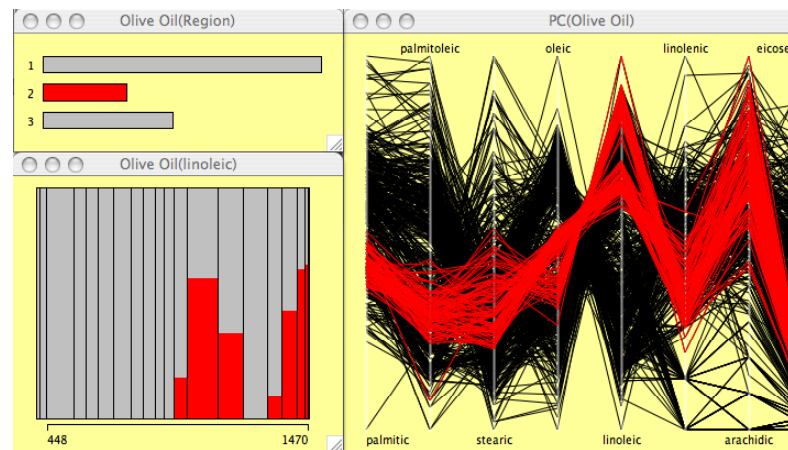 Olive Oil(Region)
1
2
3
Olive Oil(linoleic)
448 1470
PC(Olive Oil)
palmitoleic oleic linolenic eicose
palmitic stearic linoleic arachidic